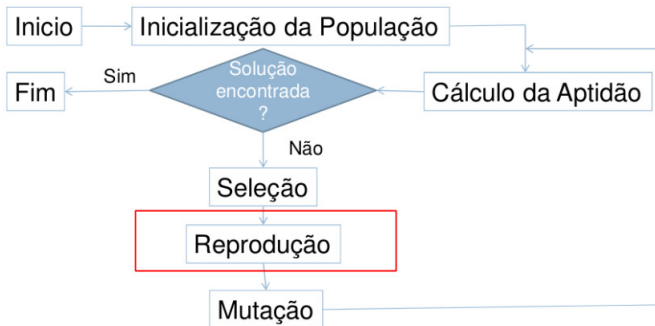 Inicio
Inicialização da População
Solução
encontrada
?
Sim
Fim
Cálculo da Aptidão
Não
Seleção
Reprodução
Mutação